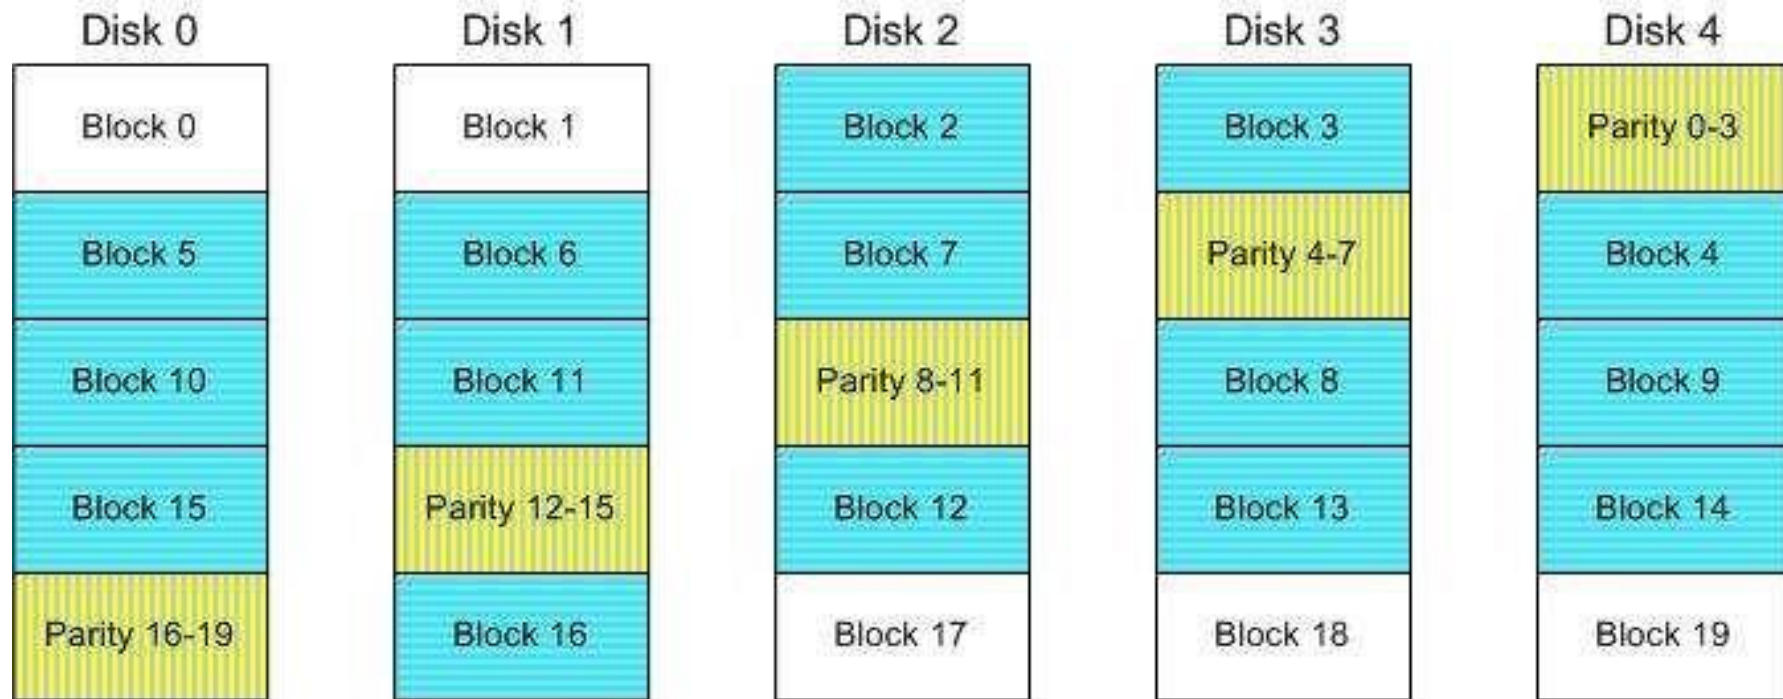 Disk 0 Disk 1 Disk 2 Disk 3 Disk 4
Block 0 Block 1 Block 2 Block 3 Parity 0-3
Block 5 Block 6 Block 7 Parity 4-7 Block 4
Block 10 Block 11 Parity 8-11 Block 8 Block 9
Block 15 Parity 12-15 Block 12 Block 13 Block 14
Parity 16-19 Block 16 Block 17 Block 18 Block 19